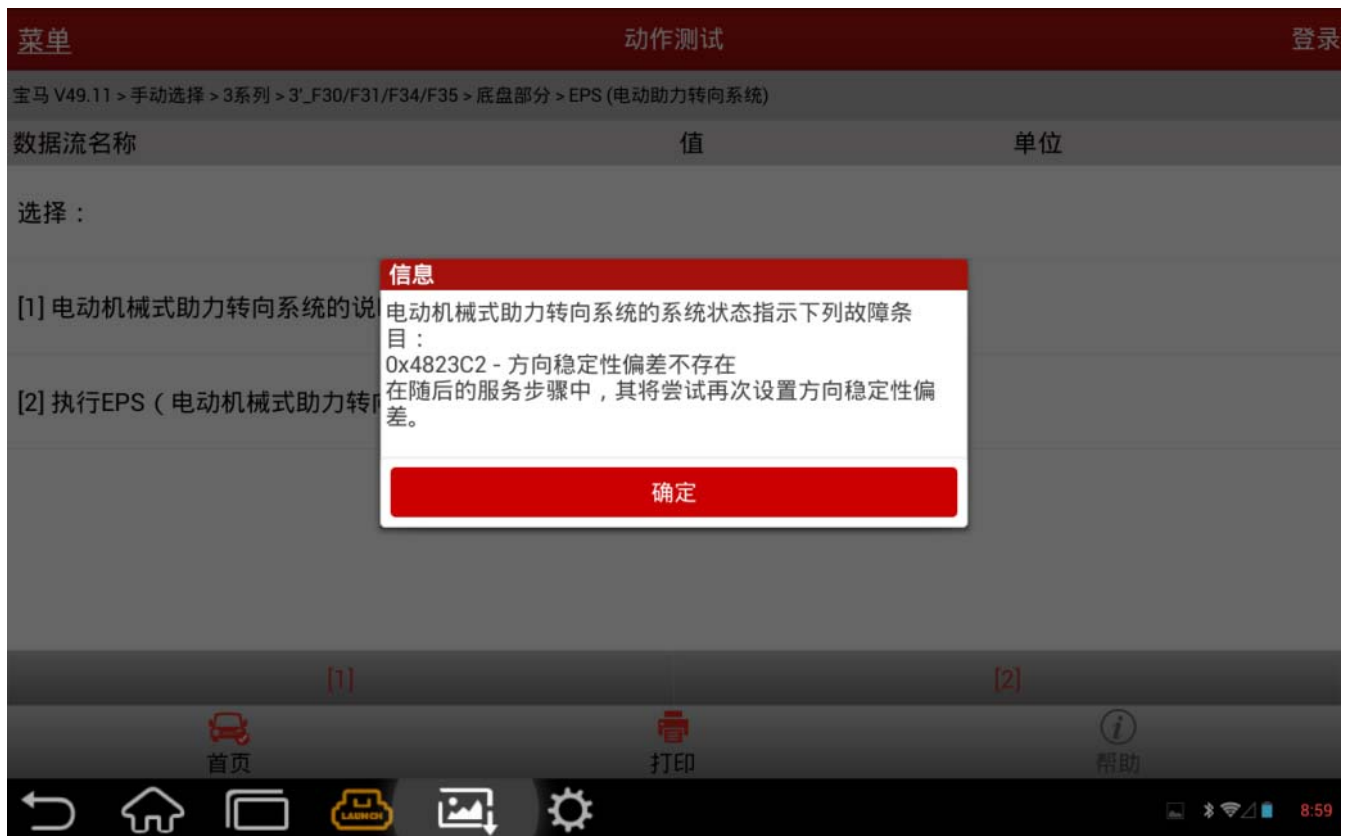 菜单
动作测试
登录
宝马 V49.11 > 手动选择 > 3系列 > 3'_F30/F31/F34/F35 > 底盘部分 > EPS (电动助力转向系统)
数据流名称
值
单位
选择：
[1] 电动机械式助力转向系统的说
[2] 执行EPS（电动机械式助力转
信息
电动机械式助力转向系统的系统状态指示下列故障条
目：
0x4823C2 - 方向稳定性偏差不存在
在随后的服务步骤中，其将尝试再次设置方向稳定性偏
差。
确定
[1]
[2]
首页
打印
帮助
LAUNCH
8:59